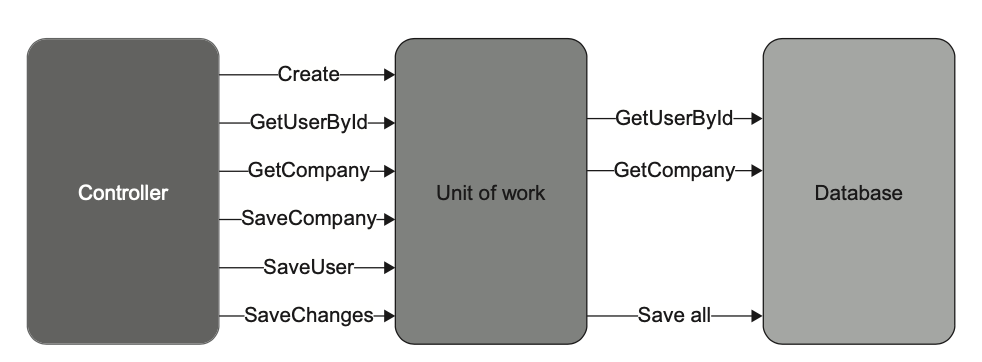 Create
GetUserById
GetCompany
SaveCompany
SaveUser
SaveChanges
Controller
Unit of work
GetUserById
GetCompany
Save all
Database